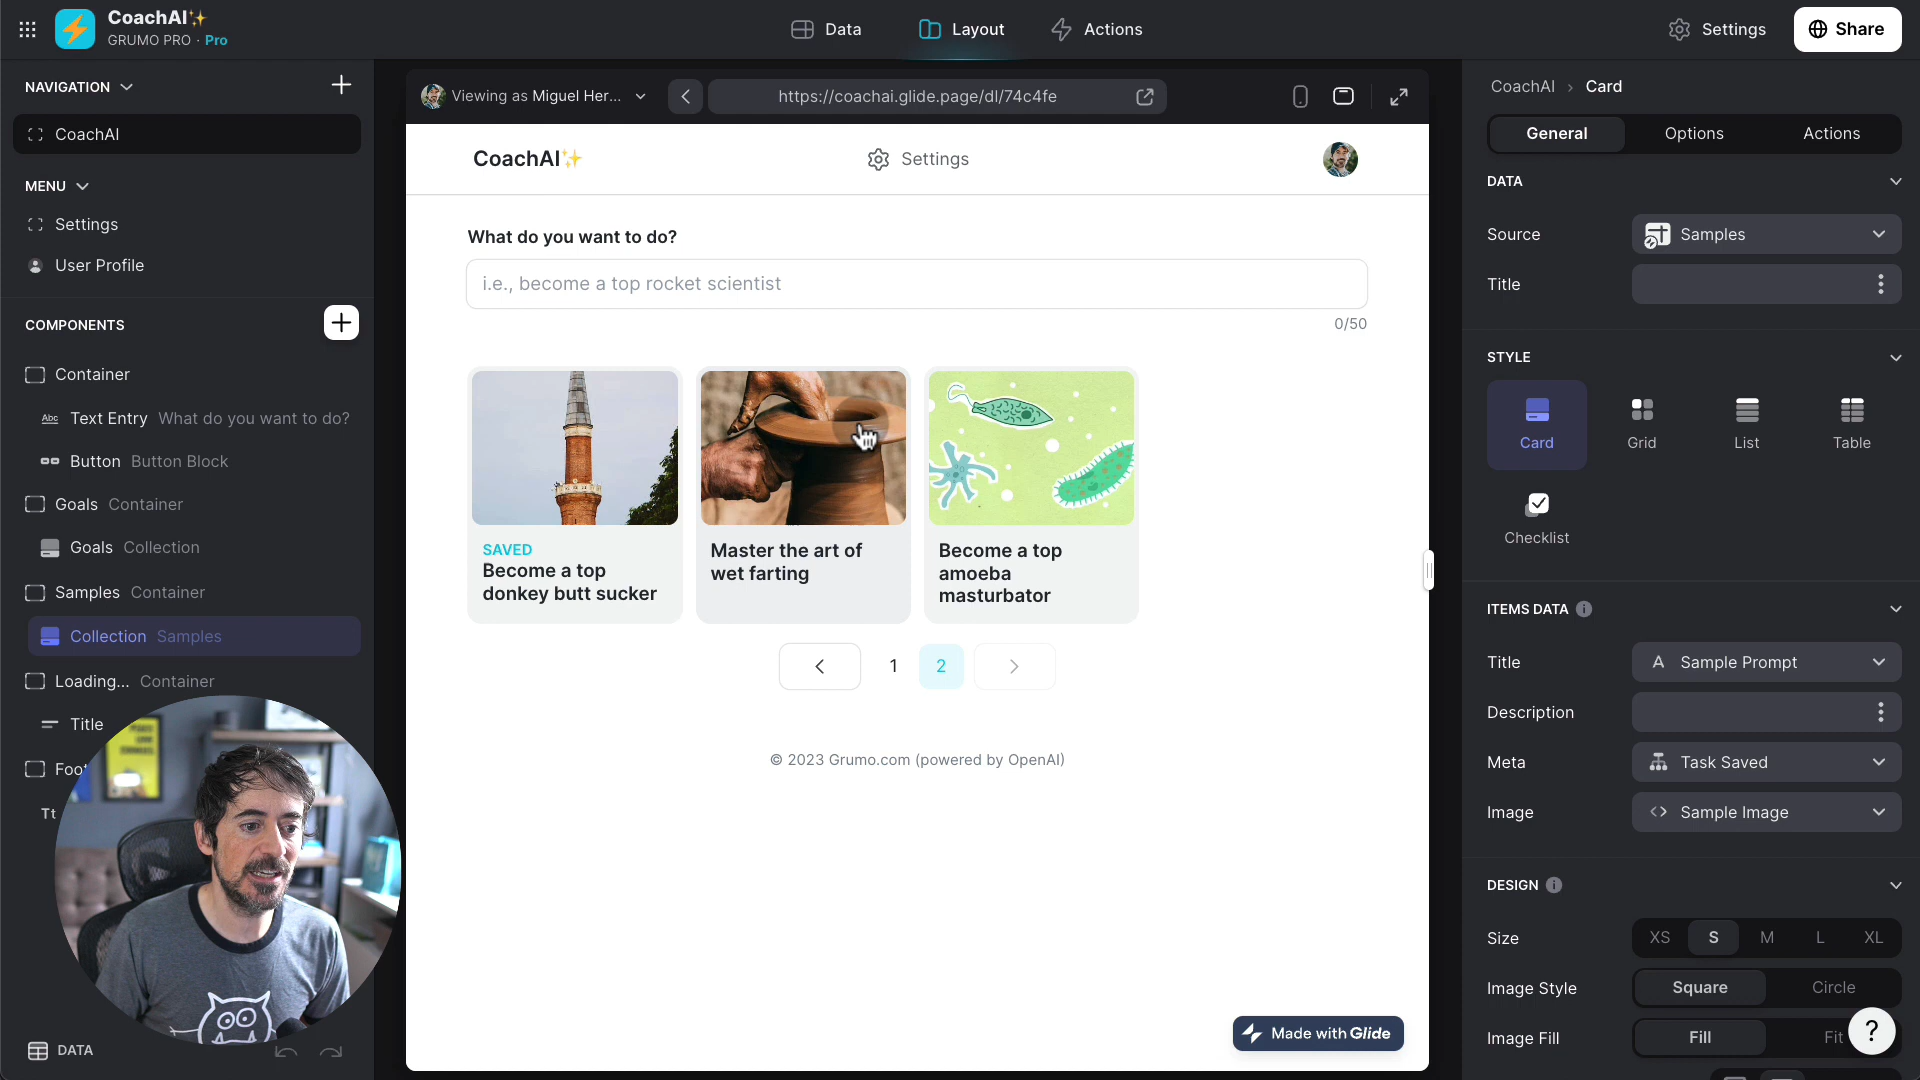 CoachAI✨
GRUMO PRO · Pro
Data
Layout
Actions
Settings
Share
NAVIGATION
CoachAI
MENU
Settings
User Profile
COMPONENTS
Container
Text Entry What do you want to do?
Button Button Block
Goals Container
Goals Collection
Samples Container
Collection Samples
Loading... Container
Title
Foo
Tt
DATA
Viewing as Miguel Her...
https://coachai.glide.page/dl/74c4fe
CoachAI✨
Settings
What do you want to do?
i.e., become a top rocket scientist
0/50
SAVED
Become a top
donkey butt sucker
Master the art of
wet farting
Become a top
amoeba
masturbator
1
2
© 2023 Grumo.com (powered by OpenAI)
Made with Glide
CoachAI › Card
General
Options
Actions
DATA
Source
Samples
Title
STYLE
Card
Grid
List
Table
Checklist
ITEMS DATA
Title
A Sample Prompt
Description
Meta
Task Saved
Image
<> Sample Image
DESIGN
Size
XS S M L XL
Image Style
Square
Circle
Image Fill
Fill
Fit
?